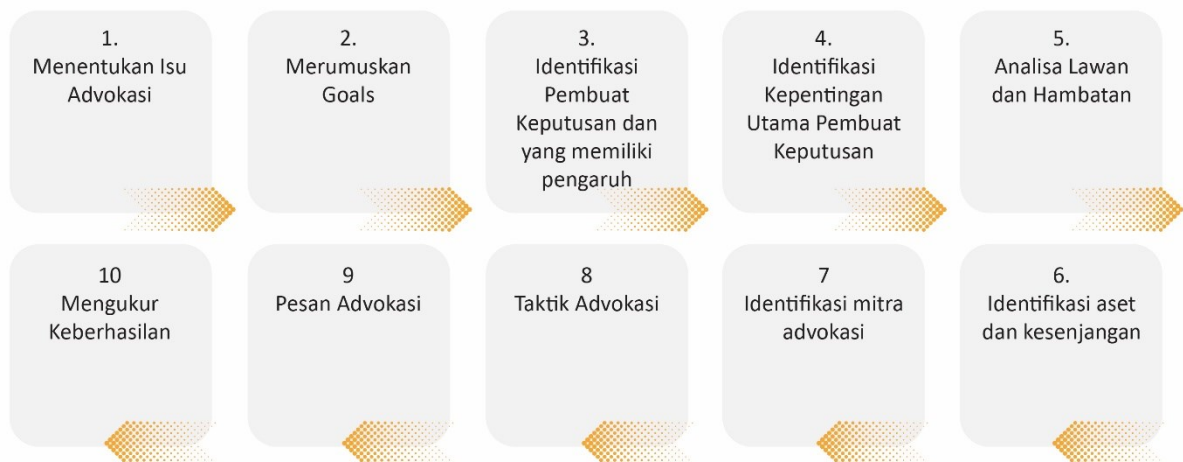 1.
Menentukan Isu
Advokasi
2.
Merumuskan
Goals
3.
Identifikasi
Pembuat
Keputusan dan
yang memiliki
pengaruh
4.
Identifikasi
Kepentingan
Utama Pembuat
Keputusan
5.
Analisa Lawan
dan Hambatan
6.
Identifikasi aset
dan kesenjangan
7
Identifikasi mitra
advokasi
8
Taktik Advokasi
9
Pesan Advokasi
10
Mengukur
Keberhasilan